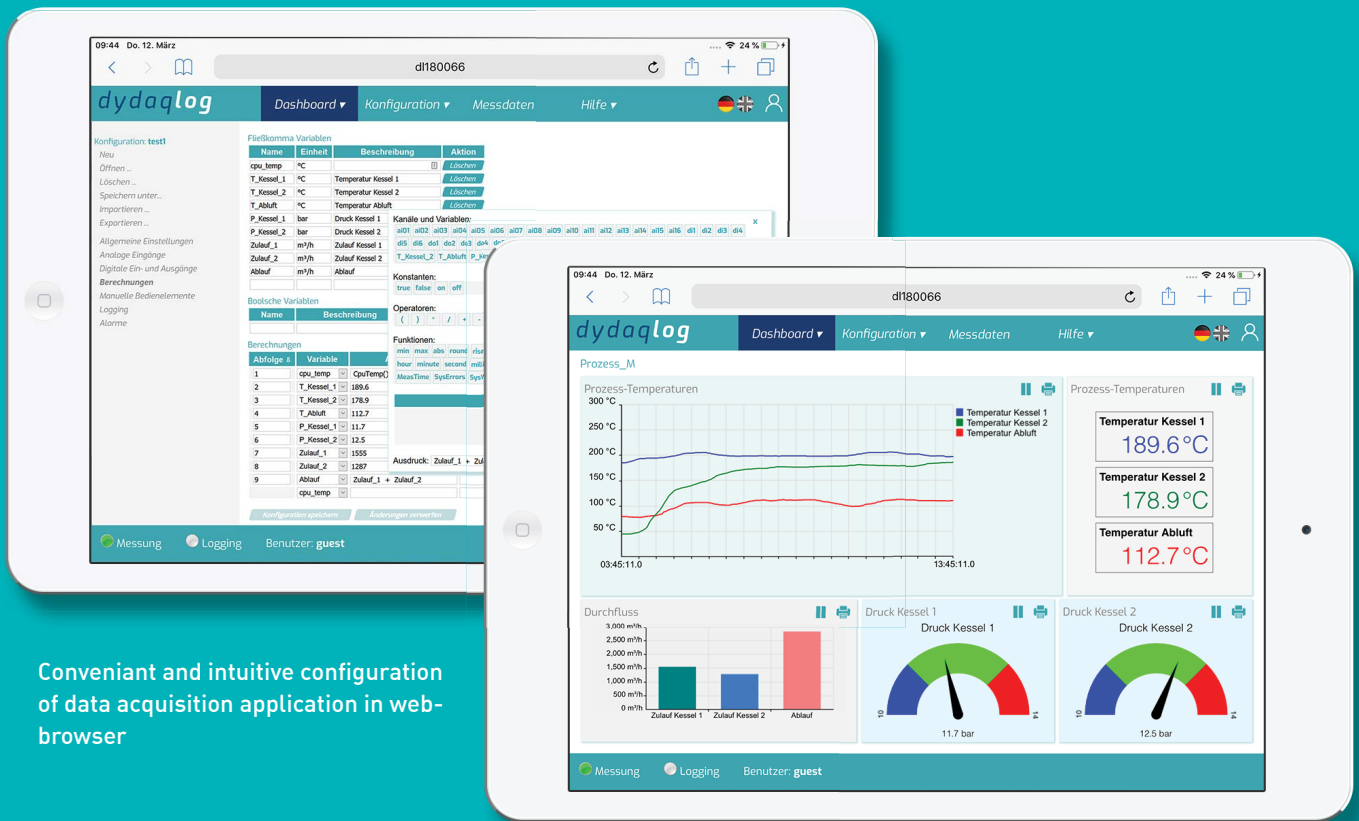 09:44 Do. 12. März
24 %
dl180066
dydaqlog
Dashboard ▾ Konfiguration ▾ Messdaten Hilfe ▾
Konfiguration: test1
Neu
Öffnen ...
Löschen ...
Speichern unter...
Importieren ...
Exportieren ...
Allgemeine Einstellungen
Analoge Eingänge
Digitale Ein- und Ausgänge
Berechnungen
Manuelle Bedienelemente
Logging
Alarme
Fließkomma Variablen
Name Einheit Beschreibung Aktion
cpu_temp °C Löschen
T_Kessel_1 °C Temperatur Kessel 1 Löschen
T_Kessel_2 °C Temperatur Kessel 2 Löschen
T_Abluft °C Temperatur Abluft Löschen
P_Kessel_1 bar Druck Kessel 1
P_Kessel_2 bar Druck Kessel 2
Zulauf_1 m³/h Zulauf Kessel 1
Zulauf_2 m³/h Zulauf Kessel 2
Ablauf m³/h Ablauf
Boolsche Variablen
Name Beschreibung
Berechnungen
Abfolge Variable
1 cpu_temp CpuTemp()
2 T_Kessel_1 189.6
3 T_Kessel_2 178.9
4 T_Abluft 112.7
5 P_Kessel_1 11.7
6 P_Kessel_2 12.5
7 Zulauf_1 1555
8 Zulauf_2 1287
9 Ablauf Zulauf_1 + Zulauf_2
cpu_temp
Konfiguration speichern Änderungen verwerfen
Kanäle und Variablen: x
ai01 ai02 ai03 ai04 ai05 ai06 ai07 ai08 ai09 ai10 ai11 ai12 ai13 ai14 ai15 ai16 di1 di2 di3 di4
di5 di6 do1 do2 do3 do4
T_Kessel_2 T_Abluft
Konstanten:
true false on off
Operatoren:
( ) * / + -
Funktionen:
min max abs round
hour minute second
MeasTime SysErrors
Ausdruck: Zulauf_1 +
Messung Logging Benutzer: guest
09:44 Do. 12. März
24 %
dl180066
dydaqlog
Dashboard ▾ Konfiguration ▾ Messdaten Hilfe ▾
Prozess_M
Prozess-Temperaturen
300 °C
250 °C
200 °C
150 °C
100 °C
50 °C
03:45:11.0 13:45:11.0
Temperatur Kessel 1
Temperatur Kessel 2
Temperatur Abluft
Prozess-Temperaturen
Temperatur Kessel 1
189.6°C
Temperatur Kessel 2
178.9°C
Temperatur Abluft
112.7°C
Durchfluss
3,000 m³/h
2,500 m³/h
2,000 m³/h
1,500 m³/h
1,000 m³/h
500 m³/h
0 m³/h
Zulauf Kessel 1 Zulauf Kessel 2 Ablauf
Druck Kessel 1
Druck Kessel 1
10 14
11.7 bar
Druck Kessel 2
Druck Kessel 2
10 14
12.5 bar
Messung Logging Benutzer: guest
Conveniant and intuitive configuration
of data acquisition application in web-
browser